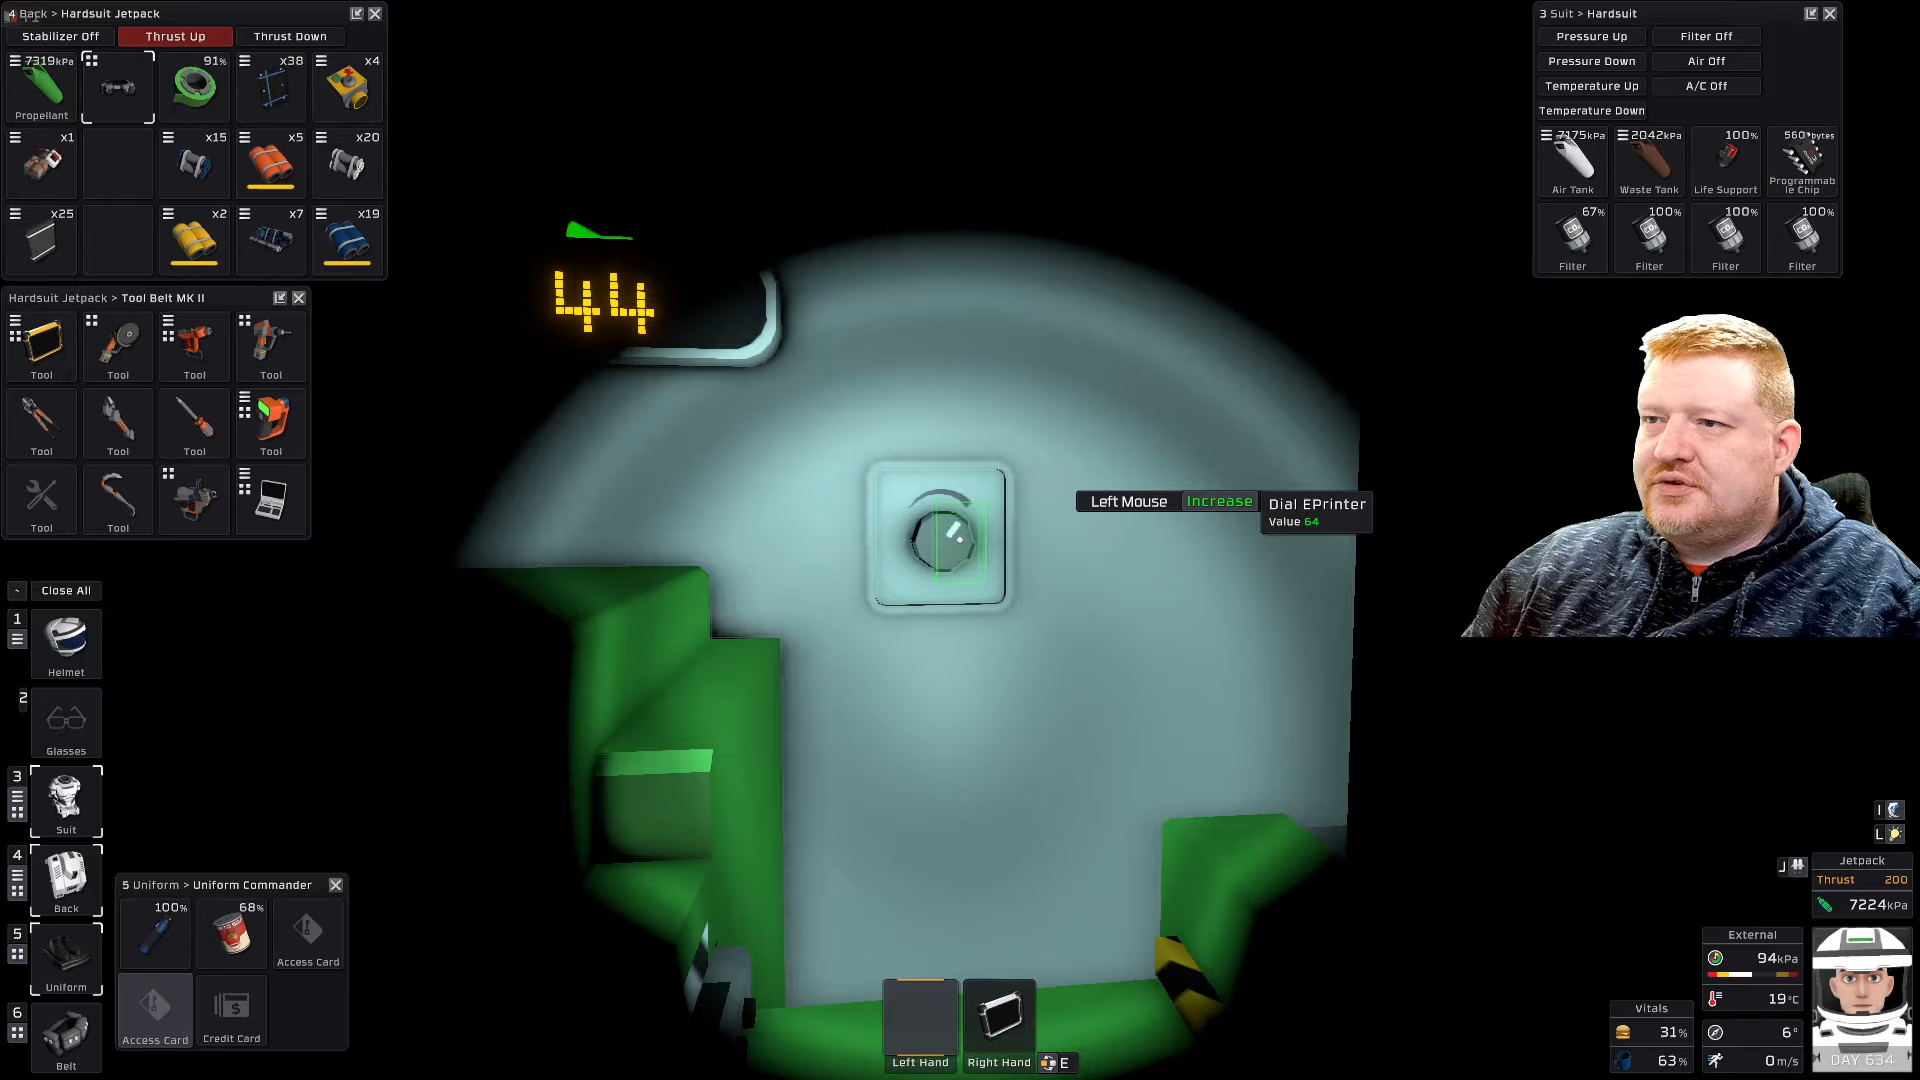 4 Back > Hardsuit Jetpack
Stabilizer Off
Thrust Up
Thrust Down
7319kPa
91%
x38
x4
Propellant
x1
x15
x5
x20
x25
x2
x7
x19
Hardsuit Jetpack > Tool Belt MK II
Tool
Tool
Tool
Tool
Tool
Tool
Tool
Tool
Tool
Tool
Tool
Tool
~
Close All
1
Helmet
2
Glasses
3
Suit
4
Back
5
Uniform
6
Belt
5 Uniform > Uniform Commander
100%
68%
Access Card
Access Card
Credit Card
44
Left Mouse
Increase
Dial EPrinter
Value 64
Left Hand
Right Hand
E
3 Suit > Hardsuit
Pressure Up
Filter Off
Pressure Down
Air Off
Temperature Up
A/C Off
Temperature Down
7175kPa
2042kPa
100%
560 bytes
Air Tank
Waste Tank
Life Support
Programmab
le Chip
67%
100%
100%
100%
Filter
Filter
Filter
Filter
I
L
J
Jetpack
Thrust 200
7224kPa
External
94kPa
19°C
Vitals
31%
6°
63%
0m/s
DAY 634